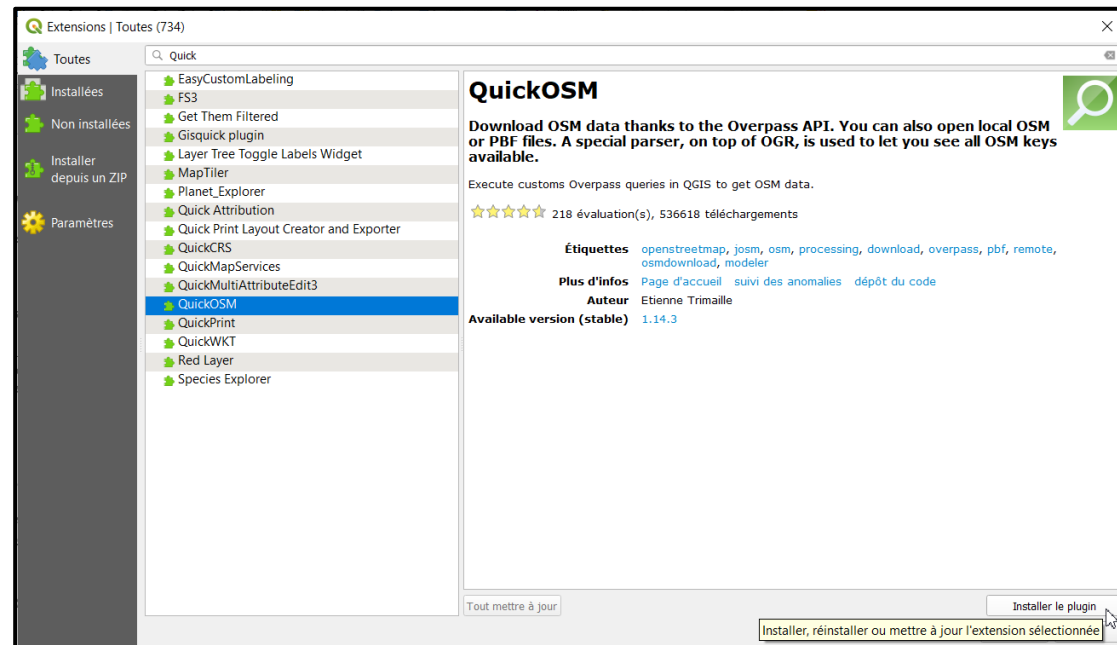 Extensions | Toutes (734)
Toutes
Installées
Non installées
Installer
depuis un ZIP
Paramètres
Quick
EasyCustomLabeling
FS3
Get Them Filtered
Gisquick plugin
Layer Tree Toggle Labels Widget
MapTiler
Planet_Explorer
Quick Attribution
Quick Print Layout Creator and Exporter
QuickCRS
QuickMapServices
QuickMultiAttributeEdit3
QuickOSM
QuickPrint
QuickWKT
Red Layer
Species Explorer
QuickOSM
Download OSM data thanks to the Overpass API. You can also open local OSM
or PBF files. A special parser, on top of OGR, is used to let you see all OSM keys
available.
Execute customs Overpass queries in QGIS to get OSM data.
218 évaluation(s), 536618 téléchargements
Étiquettes openstreetmap, josm, osm, processing, download, overpass, pbf, remote,
osmdownload, modeler
Plus d'infos Page d'accueil suivi des anomalies dépôt du code
Auteur Etienne Trimaille
Available version (stable) 1.14.3
Tout mettre à jour
Installer le plugin
Installer, réinstaller ou mettre à jour l'extension sélectionnée